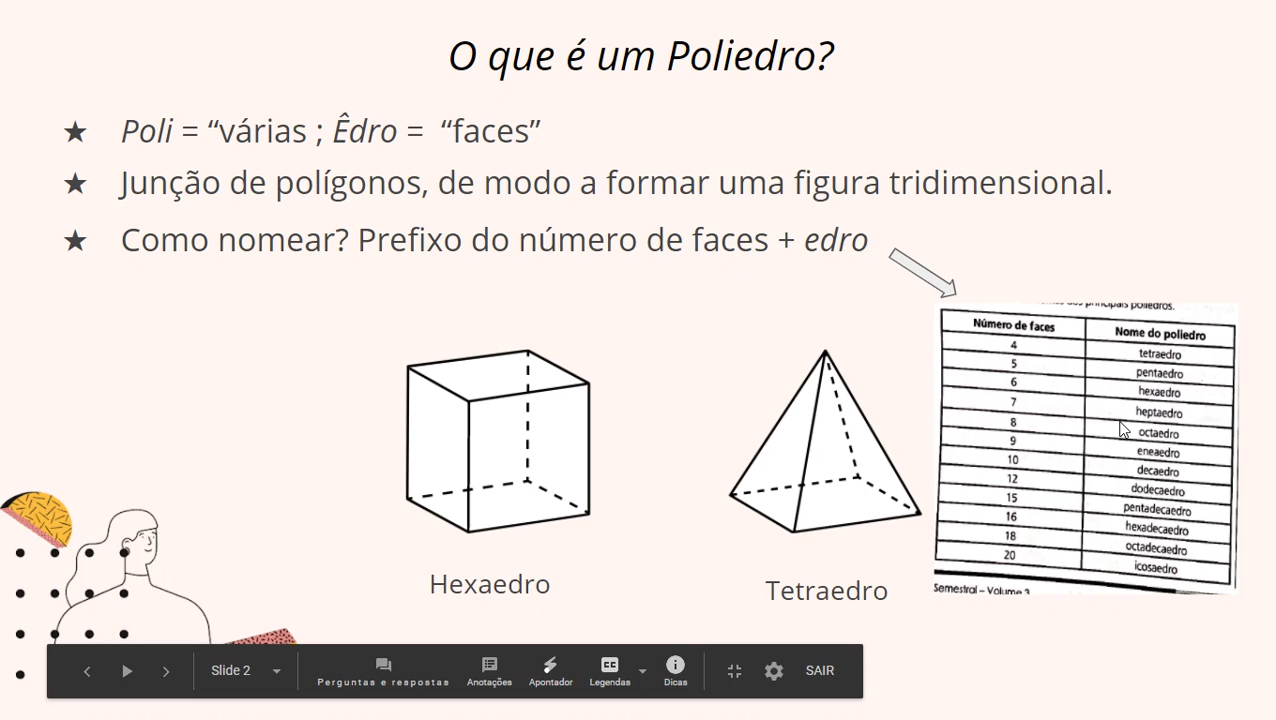 O que é um Poliedro?
★ Poli = “várias ; Êdro = “faces”
★ Junção de polígonos, de modo a formar uma figura tridimensional.
★ Como nomear? Prefixo do número de faces + edro
principais poliedros.
Número de faces Nome do poliedro
4 tetraedro
5 pentaedro
6 hexaedro
7 heptaedro
8 octaedro
9 eneaedro
10 decaedro
12 dodecaedro
15 pentadecaedro
16 hexadecaedro
18 octadecaedro
20 icosaedro
Semestral – Volume 3
Hexaedro
Tetraedro
Slide 2
Perguntas e respostas
Anotações
Apontador
CC
Legendas
Dicas
SAIR